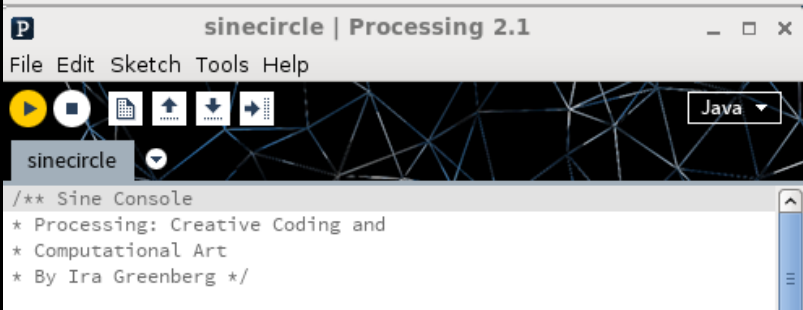 P sinecircle | Processing 2.1
File Edit Sketch Tools Help
Java
sinecircle
/** Sine Console
* Processing: Creative Coding and
* Computational Art
* By Ira Greenberg */